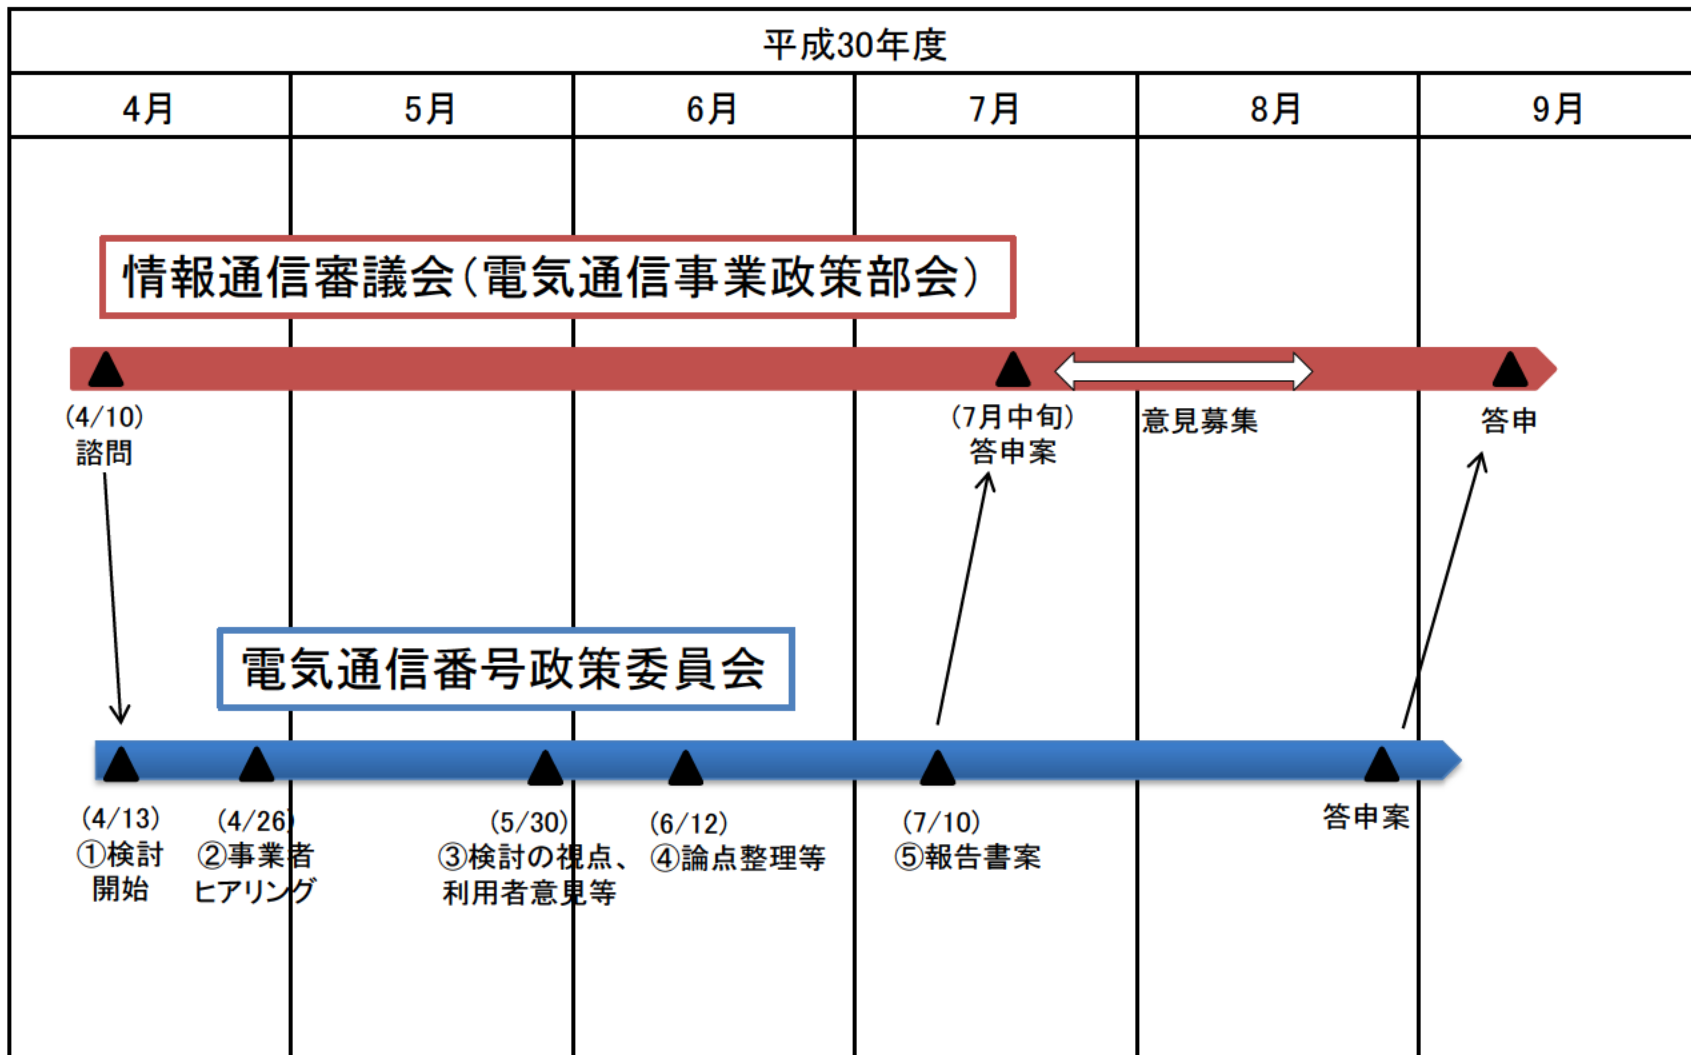 平成30年度
4月
5月
6月
7月
8月
9月
情報通信審議会（電気通信事業政策部会）
(4/10)
諮問
(7月中旬)
答申案
意見募集
答申
電気通信番号政策委員会
(4/13)
①検討
開始
(4/26)
②事業者
ヒアリング
(5/30)
③検討の視点、
利用者意見等
(6/12)
④論点整理等
(7/10)
⑤報告書案
答申案